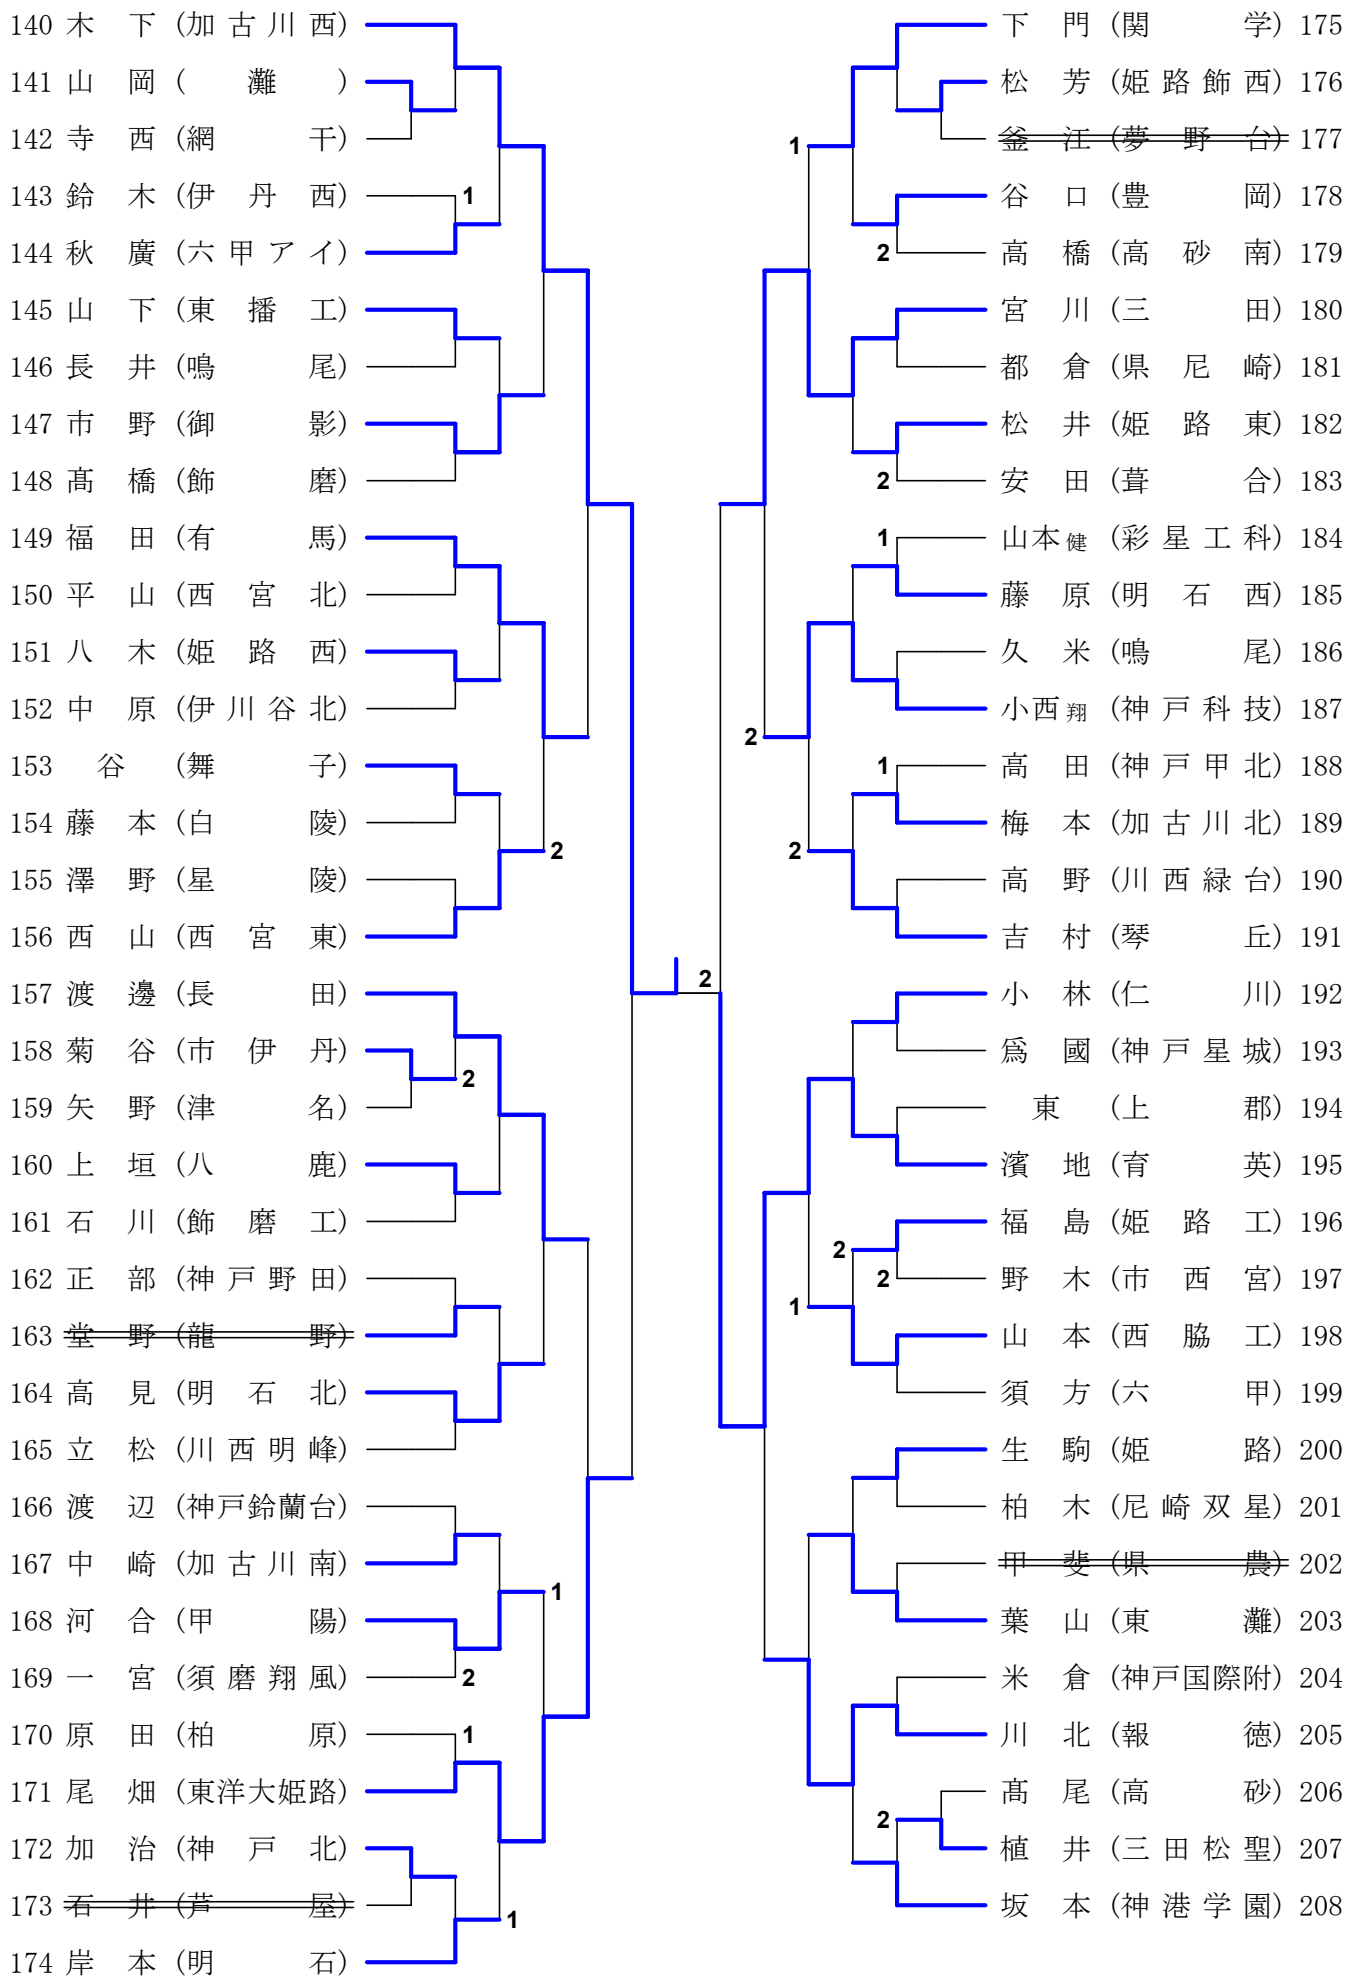 140 木 下 (加古川西)
141 山 岡 ( 灘 )
142 寺 西 (網 干)
143 鈴 木 (伊丹西)
1
144 秋 廣 (六甲アイ)
145 山 下 (東播工)
146 長 井 (鳴 尾)
147 市 野 (御 影)
148 髙 橋 (飾 磨)
149 福 田 (有 馬)
150 平 山 (西宮北)
151 八 木 (姫路西)
152 中 原 (伊川谷北)
153 谷 (舞 子)
154 藤 本 (白 陵)
2
155 澤 野 (星 陵)
156 西 山 (西宮東)
157 渡 邊 (長 田)
158 菊 谷 (市伊丹)
2
159 矢 野 (津 名)
160 上 垣 (八 鹿)
161 石 川 (飾磨工)
162 正 部 (神戸野田)
163 堂 野 (龍 野)
164 高 見 (明石北)
165 立 松 (川西明峰)
166 渡 辺 (神戸鈴蘭台)
167 中 崎 (加古川南)
1
168 河 合 (甲 陽)
169 一 宮 (須磨翔風)
2
170 原 田 (柏 原)
1
171 尾 畑 (東洋大姫路)
172 加 治 (神戸北)
173 石 井 (芦 屋)
1
174 岸 本 (明 石)
2
下 門 (関 学) 175
松 芳 (姫路飾西) 176
釜 江 (夢野台) 177
1
谷 口 (豊 岡) 178
2
高 橋 (高砂南) 179
宮 川 (三 田) 180
都 倉 (県尼崎) 181
松 井 (姫路東) 182
2
安 田 (葺 合) 183
1
山本健 (彩星工科) 184
藤 原 (明石西) 185
久 米 (鳴 尾) 186
小西翔 (神戸科技) 187
2
1
高 田 (神戸甲北) 188
梅 本 (加古川北) 189
2
高 野 (川西緑台) 190
吉 村 (琴 丘) 191
小 林 (仁 川) 192
爲 國 (神戸星城) 193
東 (上 郡) 194
濱 地 (育 英) 195
福 島 (姫路工) 196
2
2
野 木 (市西宮) 197
1
山 本 (西脇工) 198
須 方 (六 甲) 199
生 駒 (姫 路) 200
柏 木 (尼崎双星) 201
甲 斐 (県 農) 202
葉 山 (東 灘) 203
米 倉 (神戸国際附) 204
川 北 (報 徳) 205
髙 尾 (高 砂) 206
2
植 井 (三田松聖) 207
坂 本 (神港学園) 208